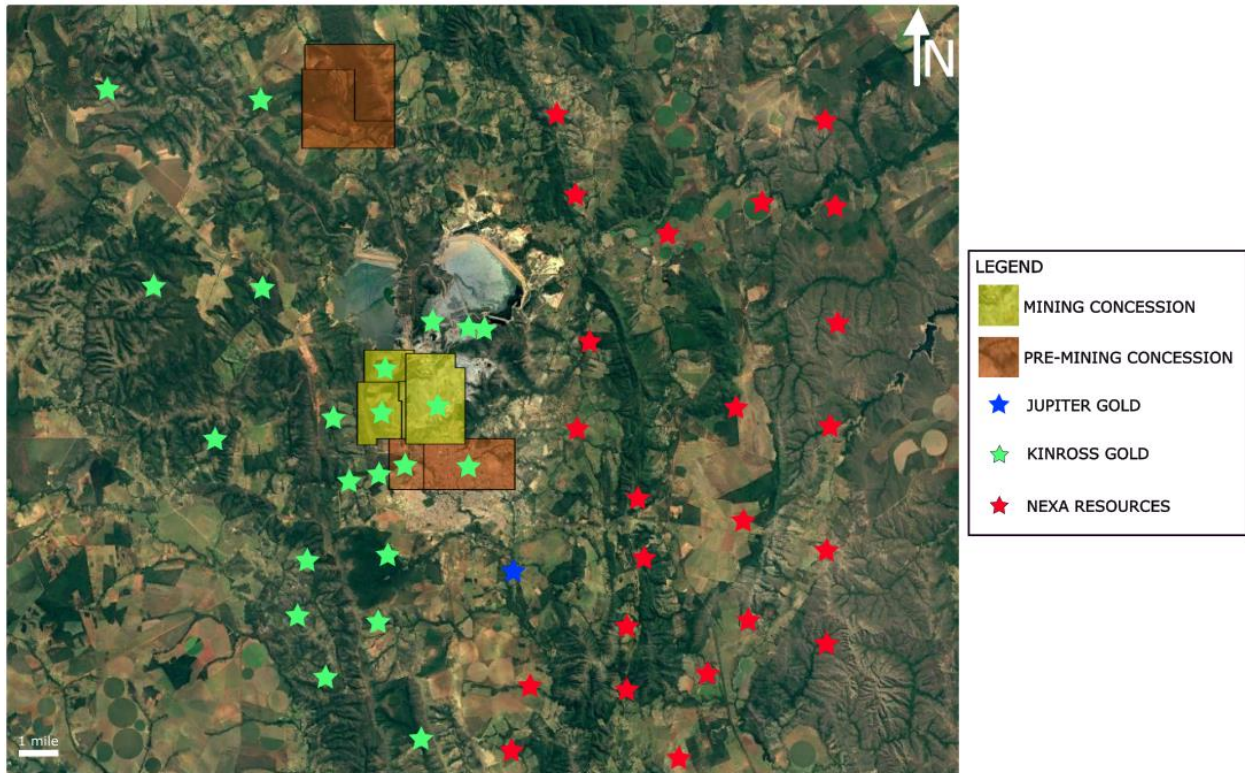 N
LEGEND
MINING CONCESSION
PRE-MINING CONCESSION
JUPITER GOLD
KINROSS GOLD
NEXA RESOURCES
1 mile